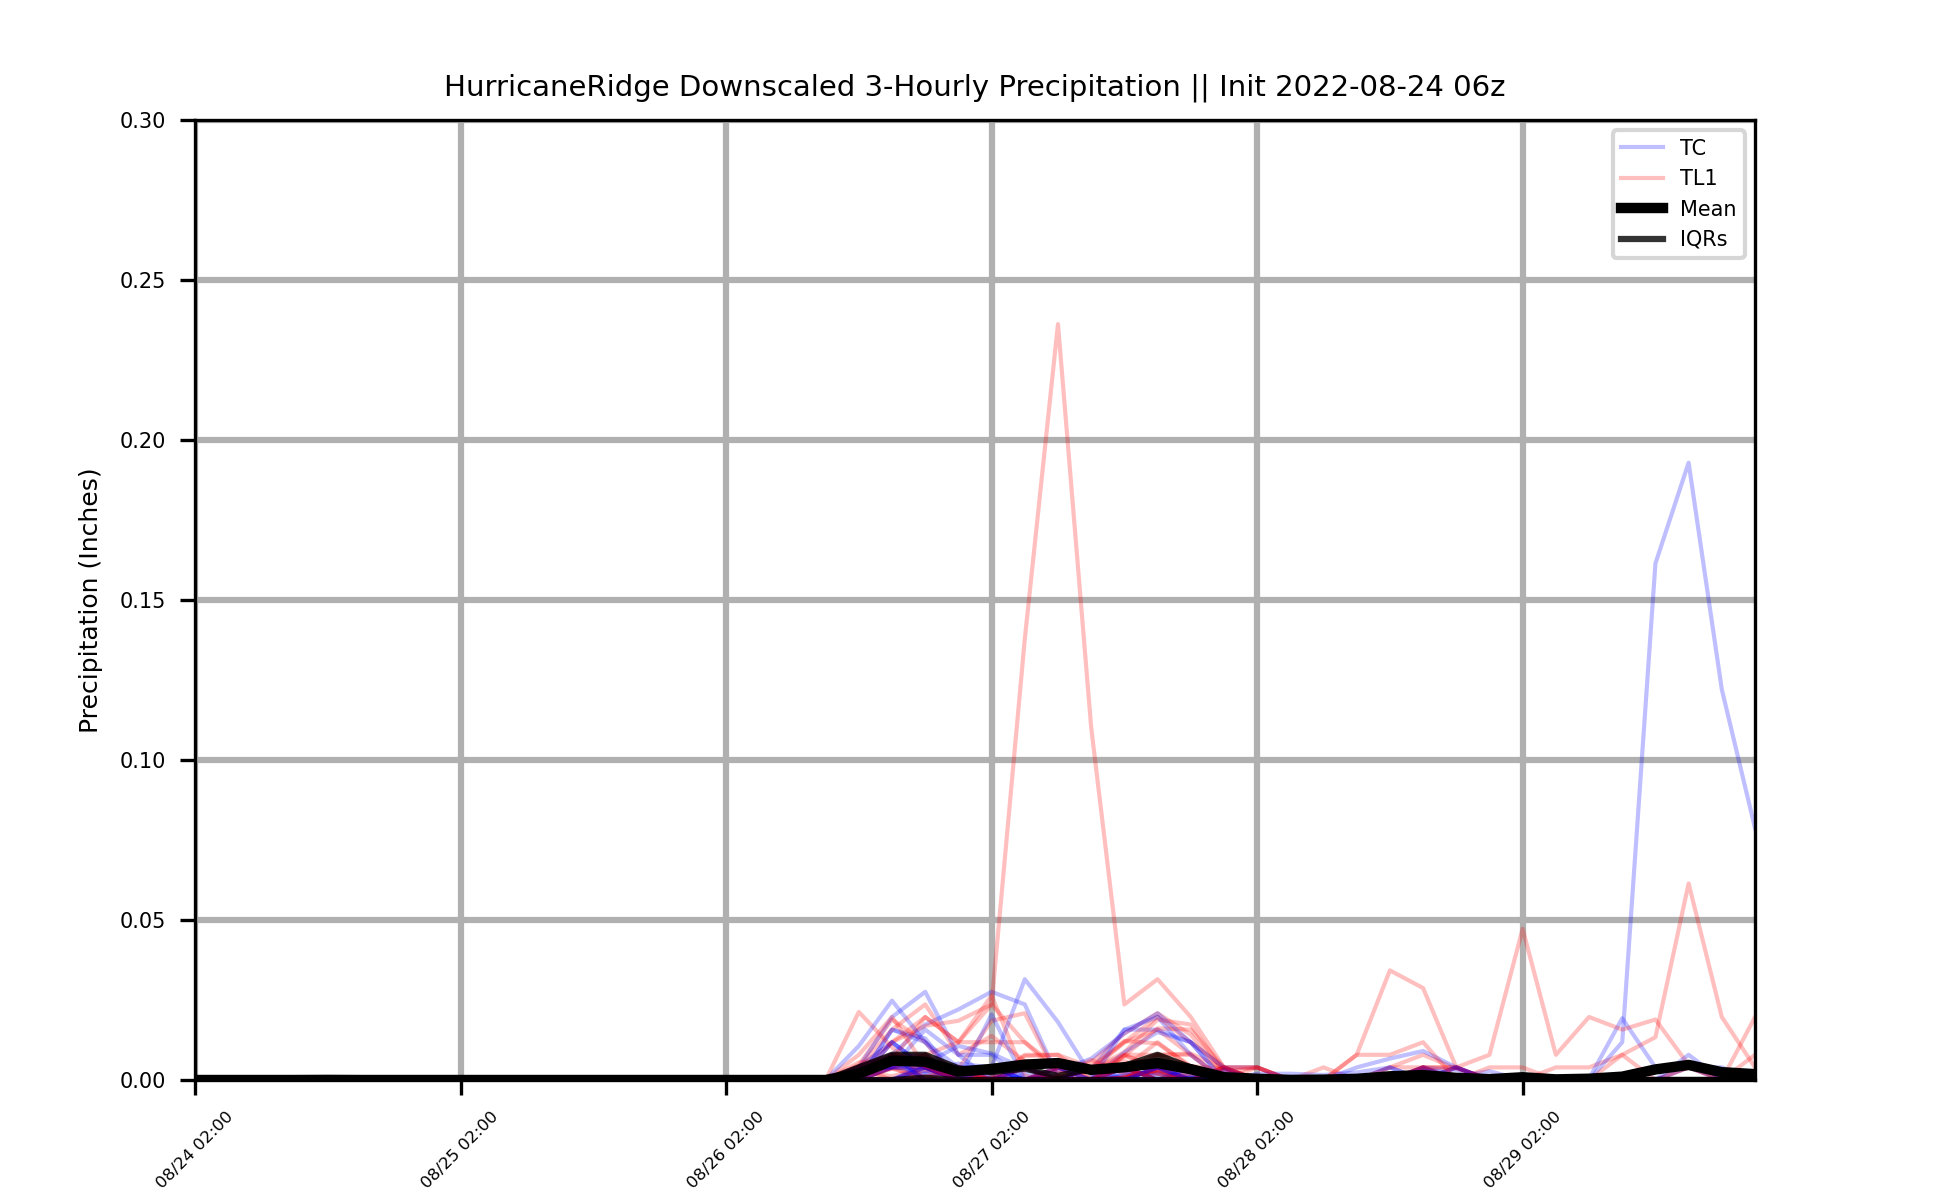 HurricaneRidge Downscaled 3-Hourly Precipitation || Init 2022-08-24 06z
TC
TL1
Mean
IQRs
Precipitation (Inches)
0.30
0.25
0.20
0.15
0.10
0.05
0.00
08/24 02:00
08/25 02:00
08/26 02:00
08/27 02:00
08/28 02:00
08/29 02:00